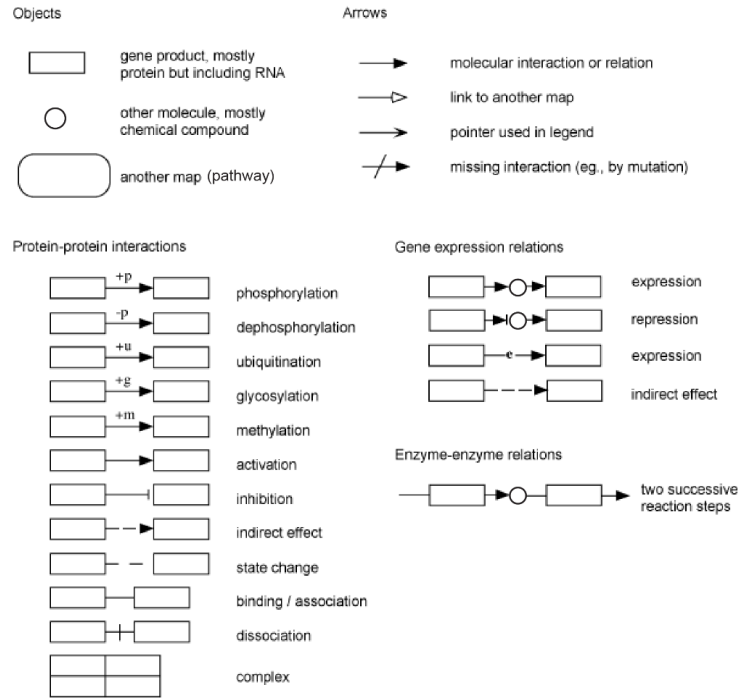 Objects
gene product, mostly
protein but including RNA
other molecule, mostly
chemical compound
another map (pathway)
Arrows
molecular interaction or relation
link to another map
pointer used in legend
missing interaction (eg., by mutation)
Protein-protein interactions
+p
phosphorylation
-p
dephosphorylation
+u
ubiquitination
+g
glycosylation
+m
methylation
activation
inhibition
indirect effect
state change
binding / association
dissociation
complex
Gene expression relations
expression
repression
e
expression
indirect effect
Enzyme-enzyme relations
two successive
reaction steps